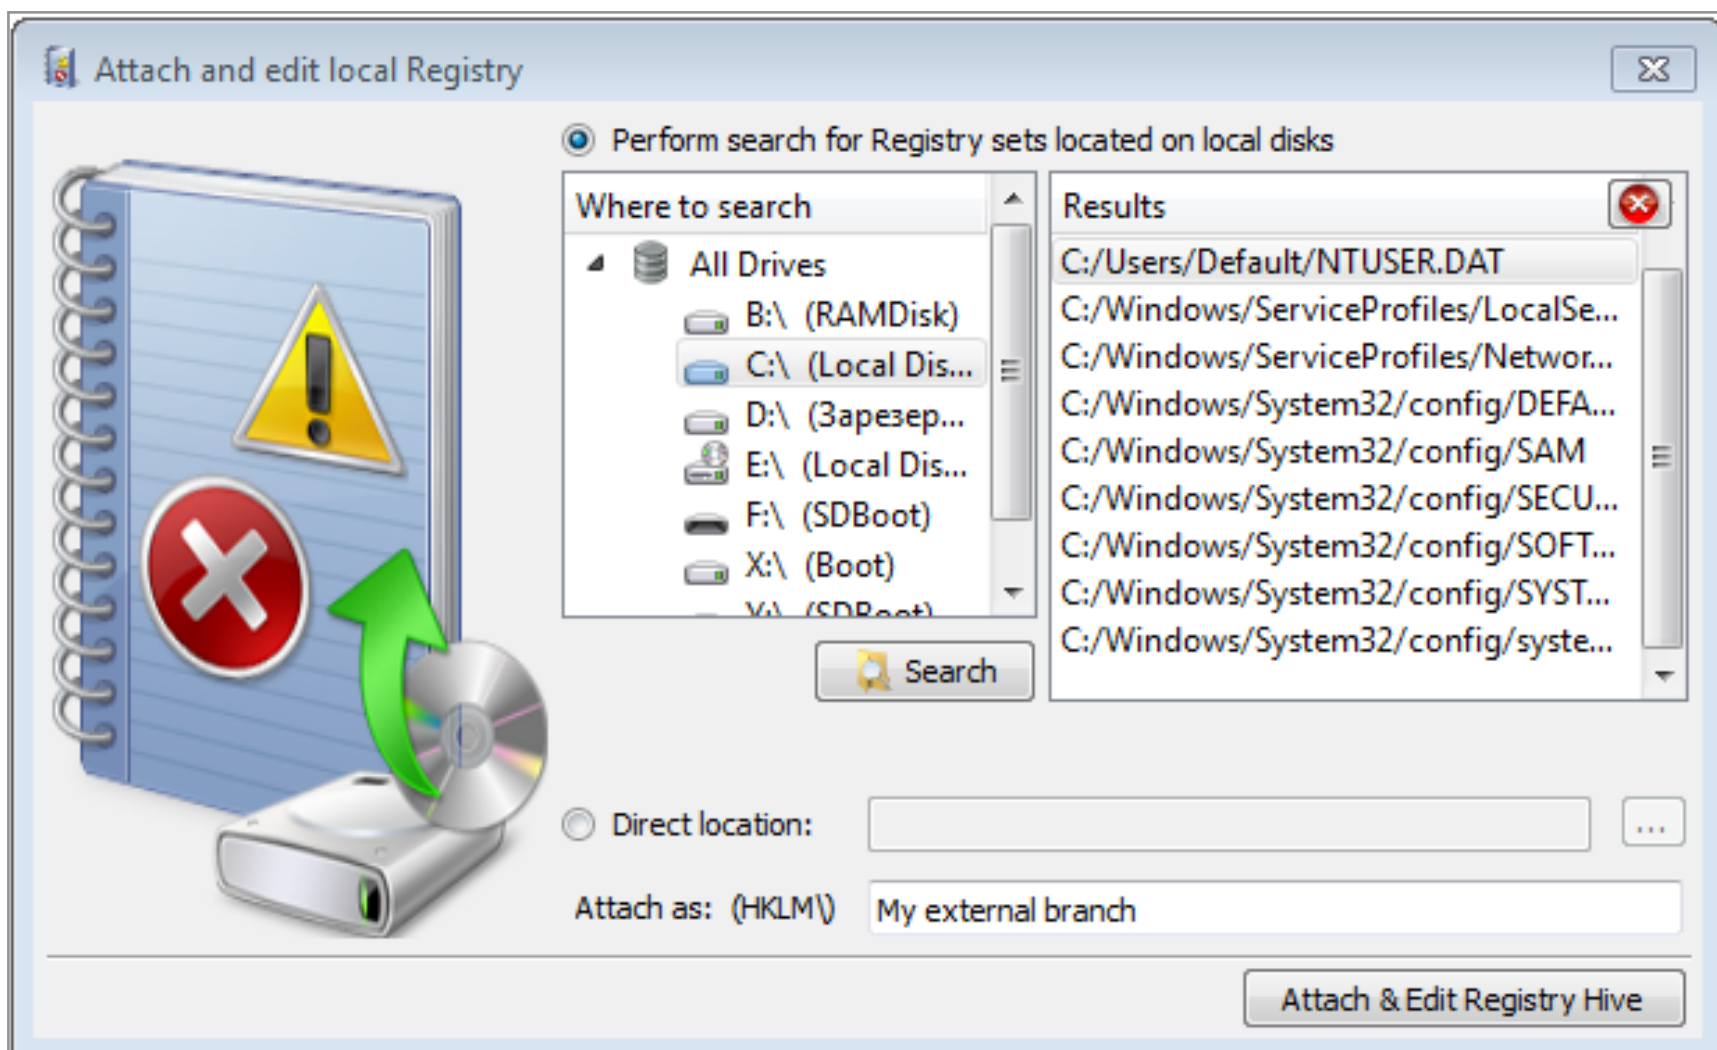 Attach and edit local Registry
Perform search for Registry sets located on local disks
Where to search
All Drives
B:\ (RAMDisk)
C:\ (Local Dis...
D:\ (Зарезер...
E:\ (Local Dis...
F:\ (SDBoot)
X:\ (Boot)
(SDBoot)
Search
Results
C:/Users/Default/NTUSER.DAT
C:/Windows/ServiceProfiles/LocalSe...
C:/Windows/ServiceProfiles/Networ...
C:/Windows/System32/config/DEFA...
C:/Windows/System32/config/SAM
C:/Windows/System32/config/SECU...
C:/Windows/System32/config/SOFT...
C:/Windows/System32/config/SYST...
C:/Windows/System32/config/syste...
Direct location:
...
Attach as: (HKLM\) My external branch
Attach & Edit Registry Hive